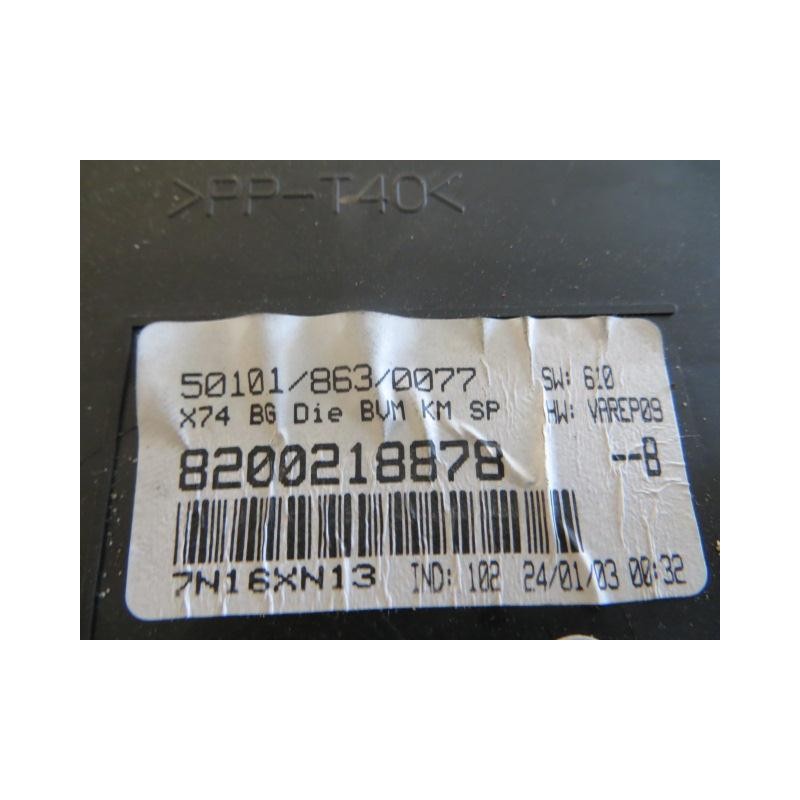 >PP-T40<
50101/863/0077 SW: 610
X74 BG Die BVM KM SP HW: VAREP09
8200218878 --B
7N16XN13 IND: 102 24/01/03 00:32